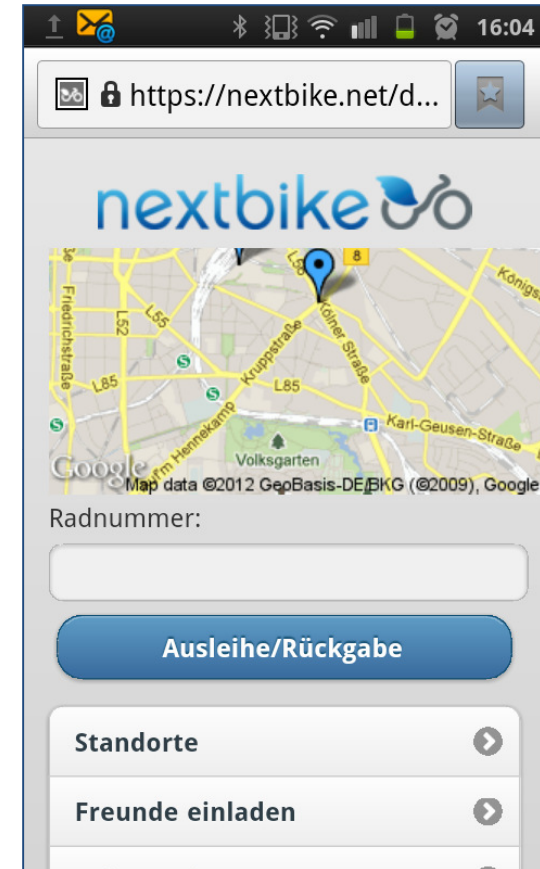 16:04
https://nextbike.net/d...
nextbike
8
Friedrichstraße
L52
L55
L85
Kruppstraße
Kölner Straße
L85
Karl-Geusen-Straße
Volksgarten
Google
Map data ©2012 GeoBasis-DE/BKG (©2009), Google
Radnummer:
Ausleihe/Rückgabe
Standorte
Freunde einladen